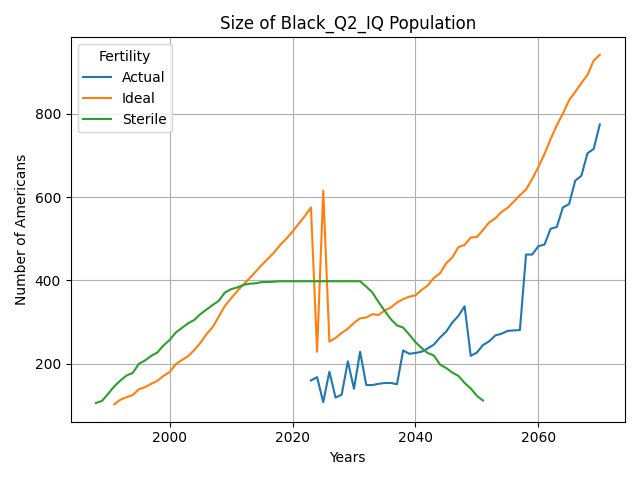 Size of Black_Q2_IQ Population
Fertility
Actual
Ideal
Sterile
Number of Americans
800
600
400
200
2000
2020
2040
2060
Years